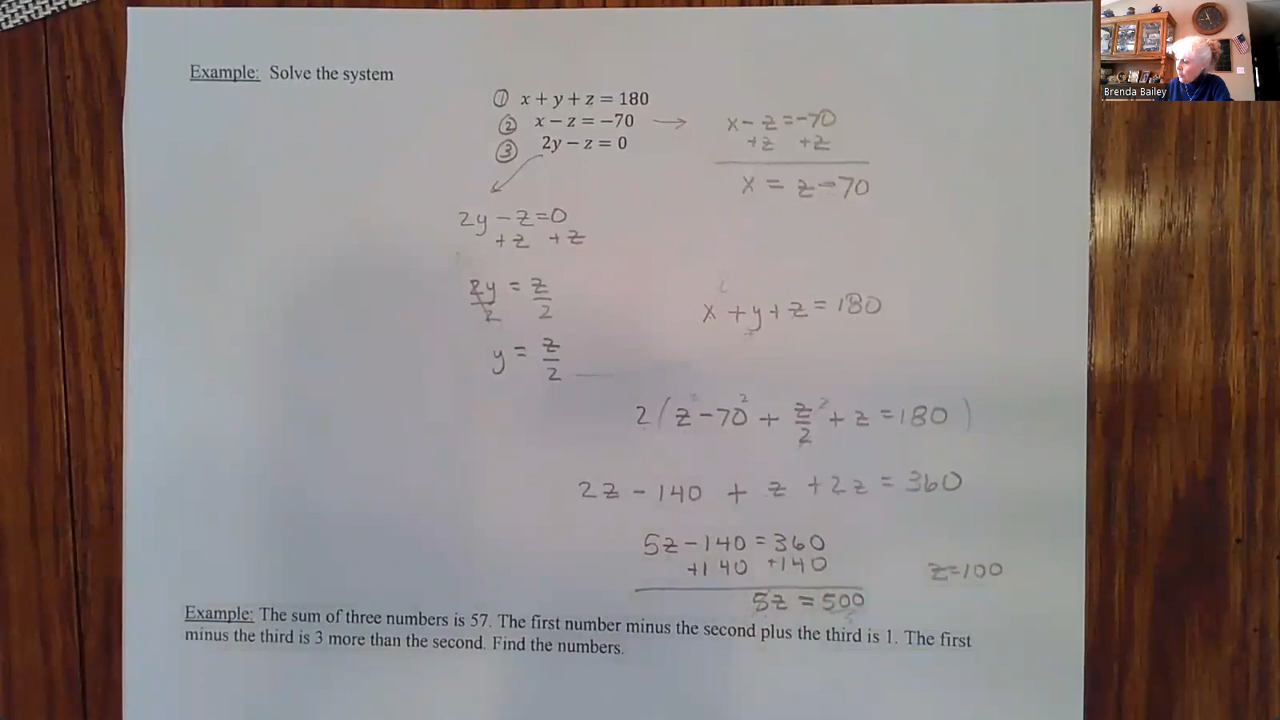 Example: Solve the system
① x + y + z = 180
② x − z = −70 → x − z = −70
③ 2y − z = 0
+z +z
x = z − 70
2y − z = 0
+z +z
2y = z
2 2
x + y + z = 180
y = z/2
2(z − 70 + z/2 + z = 180)
2z − 140 + z + 2z = 360
5z − 140 = 360
+140 +140
z = 100
5z = 500
Example: The sum of three numbers is 57. The first number minus the second plus the third is 1. The first
minus the third is 3 more than the second. Find the numbers.
Brenda Bailey